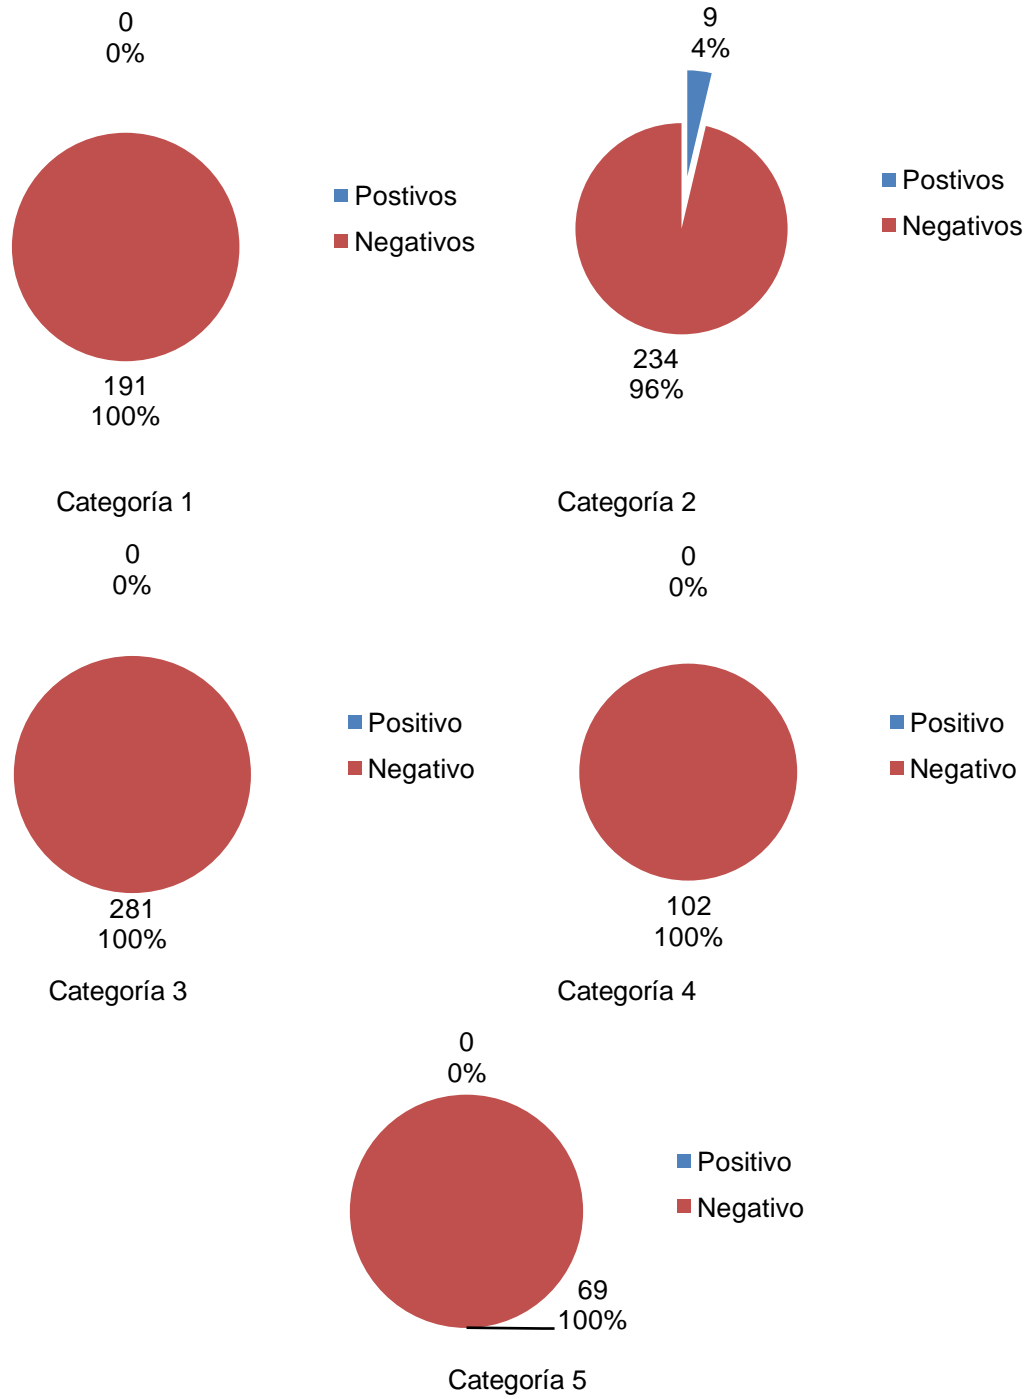 0
0%
Postivos
Negativos
191
100%
Categoría 1
9
4%
Postivos
Negativos
234
96%
Categoría 2
0
0%
Positivo
Negativo
281
100%
Categoría 3
0
0%
Positivo
Negativo
102
100%
Categoría 4
0
0%
Positivo
Negativo
69
100%
Categoría 5